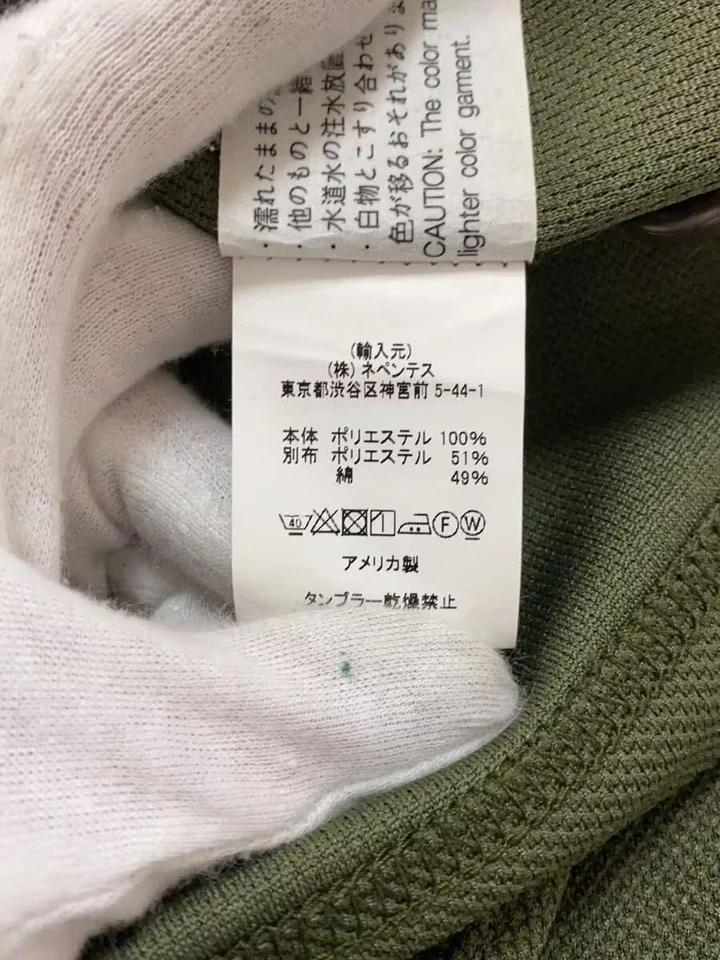 ・濡れたままの
・他のものと一緒
・水道水の注水放置
・白物とこすり合わせ
色が移るおそれがありま
CAUTION: The color ma
lighter color garment.
(輸入元)
(株) ネペンテス
東京都渋谷区神宮前 5-44-1
本体 ポリエステル 100%
別布 ポリエステル 51%
綿 49%
40 F W
アメリカ製
タンブラー乾燥禁止